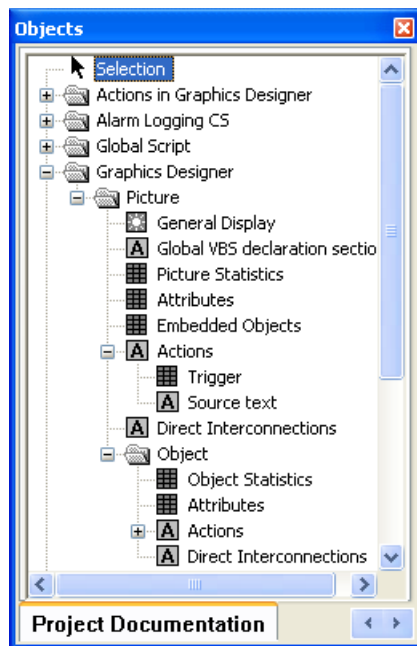 Objects
Selection
Actions in Graphics Designer
Alarm Logging CS
Global Script
Graphics Designer
Picture
General Display
A Global VBS declaration sectio
Picture Statistics
Attributes
Embedded Objects
A Actions
Trigger
A Source text
A Direct Interconnections
Object
Object Statistics
Attributes
A Actions
A Direct Interconnections
Project Documentation